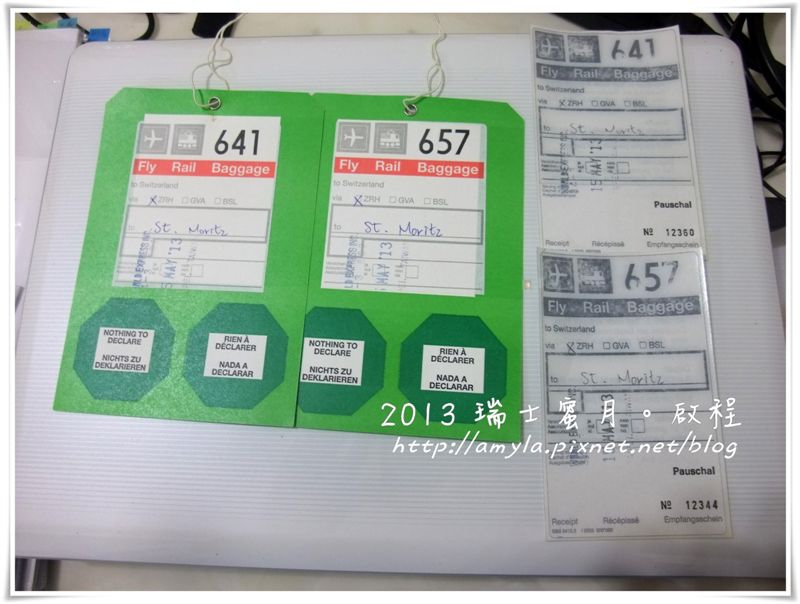 641
Fly Rail Baggage
to Switzerland
via ☒ ZRH ☐ GVA ☐ BSL
to St. Moritz
MAY '13
NOTHING TO
DECLARE
NICHTS ZU
DEKLARIEREN
RIEN À
DÉCLARER
NADA A
DECLARAR
657
Fly Rail Baggage
to Switzerland
via ☒ ZRH ☐ GVA ☐ BSL
to St. Moritz
MAY '13
NOTHING TO
DECLARE
NICHTS ZU
DEKLARIEREN
RIEN À
DÉCLARER
NADA A
DECLARAR
641
Fly Rail Baggage
to Switzerland
via ☒ ZRH ☐ GVA ☐ BSL
to St. Moritz
15 MAY '13
Pauschal
№ 12360
Receipt Récépissé Empfangsschein
657
Fly Rail Baggage
to Switzerland
via ☒ ZRH ☐ GVA ☐ BSL
to St. Moritz
Pauschal
№ 12344
Receipt Récépissé Empfangsschein
2013 瑞士蜜月。啟程
http://amyla.pixnet.net/blog